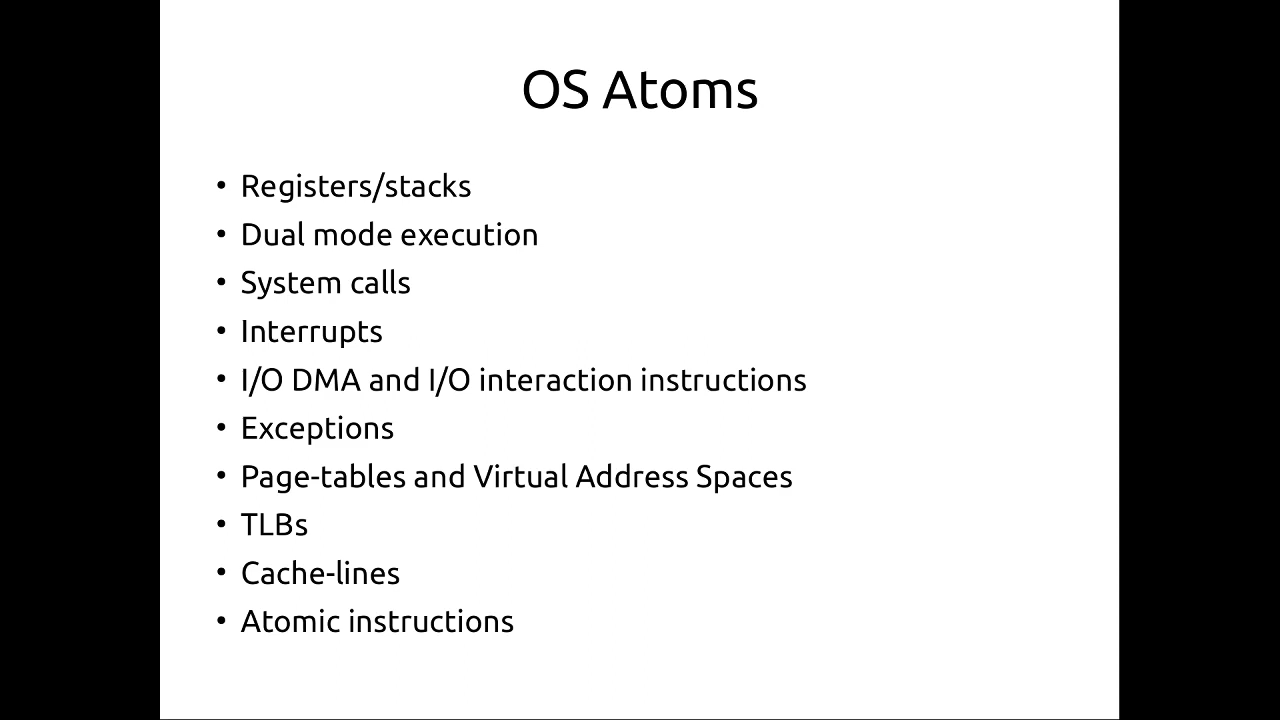 OS Atoms
• Registers/stacks
• Dual mode execution
• System calls
• Interrupts
• I/O DMA and I/O interaction instructions
• Exceptions
• Page-tables and Virtual Address Spaces
• TLBs
• Cache-lines
• Atomic instructions